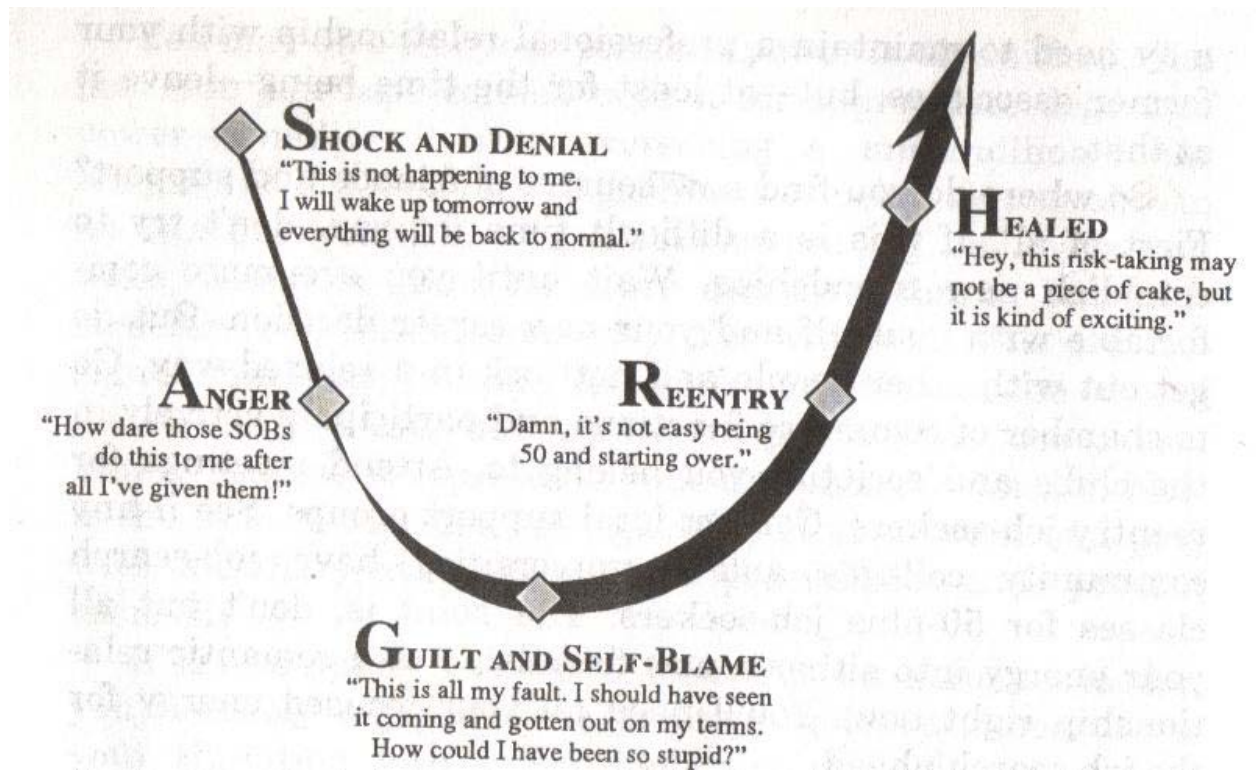 SHOCK AND DENIAL
“This is not happening to me,
I will wake up tomorrow and
everything will be back to normal.”
ANGER
“How dare those SOBs
do this to me after
all I’ve given them!”
GUILT AND SELF-BLAME
“This is all my fault. I should have seen
it coming and gotten out on my terms.
How could I have been so stupid?”
REENTRY
“Damn, it’s not easy being
50 and starting over.”
HEALED
“Hey, this risk-taking may
not be a piece of cake, but
it is kind of exciting.”